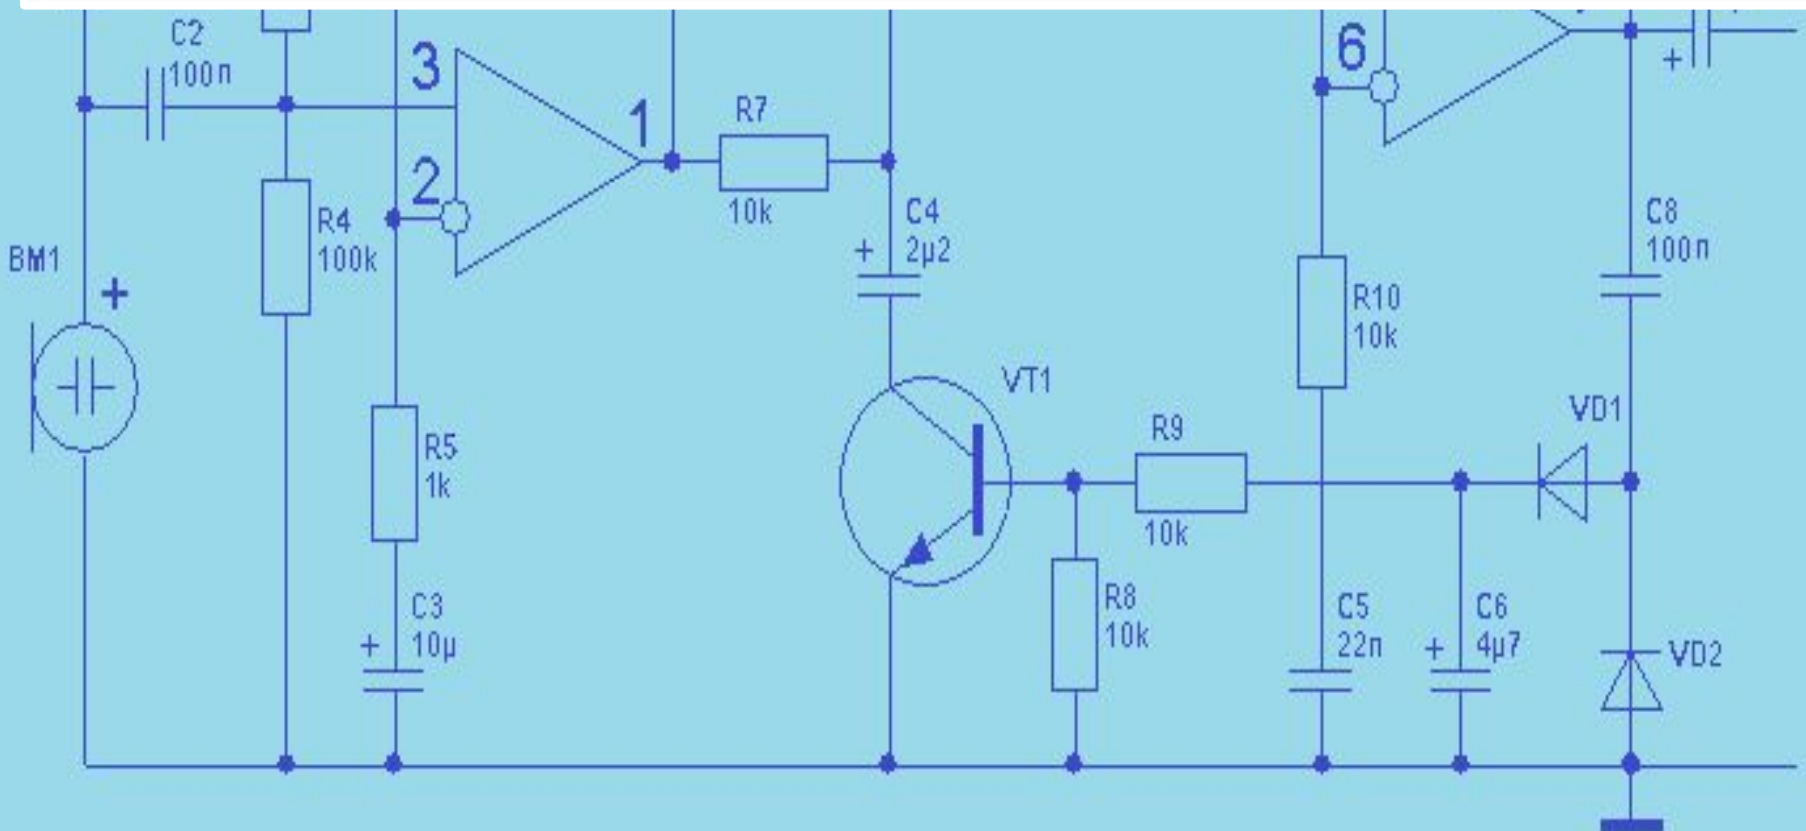 C2
100n
3
6
+
1
R7
2
10k
R4
100k
C4
+
2µ2
C8
100n
BM1
+
R10
10k
VT1
VD1
R9
R5
1k
10k
C3
+
10µ
R8
10k
C5
22n
C6
+
4µ7
VD2